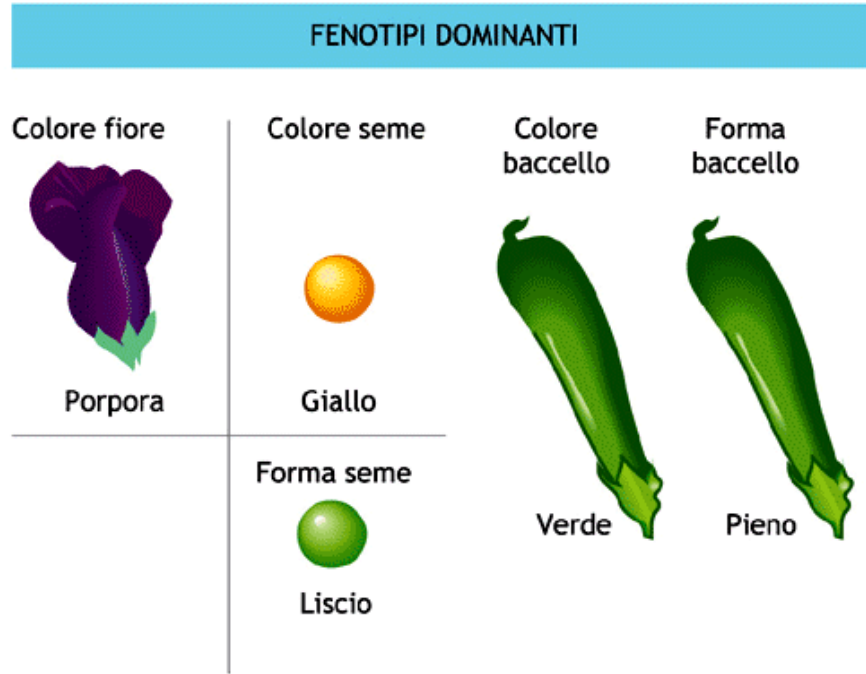 FENOTIPI DOMINANTI
Colore fiore
Porpora
Colore seme
Giallo
Forma seme
Liscio
Colore
baccello
Verde
Forma
baccello
Pieno